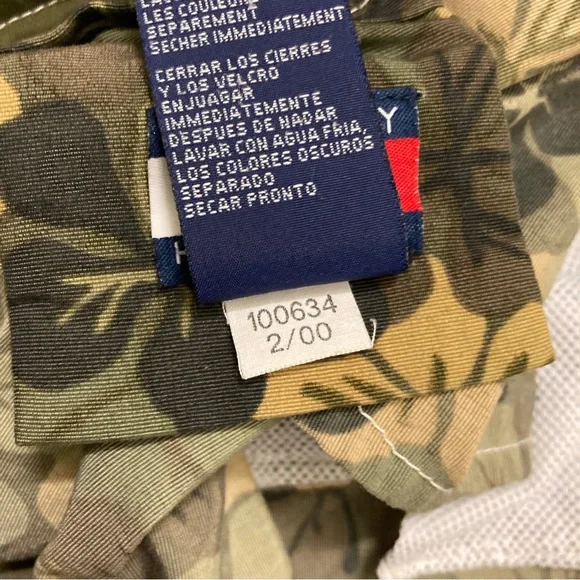 LES COULEUR
SEPAREMENT
SECHER IMMEDIATEMENT
CERRAR LOS CIERRES
Y LOS VELCRO
ENJUAGAR
IMMEDIATEMENTE
DESPUES DE NADAR
LAVAR CON AGUA FRIA,
LOS COLORES OSCUROS
SEPARADO
SECAR PRONTO
Y
H
100634
2/00